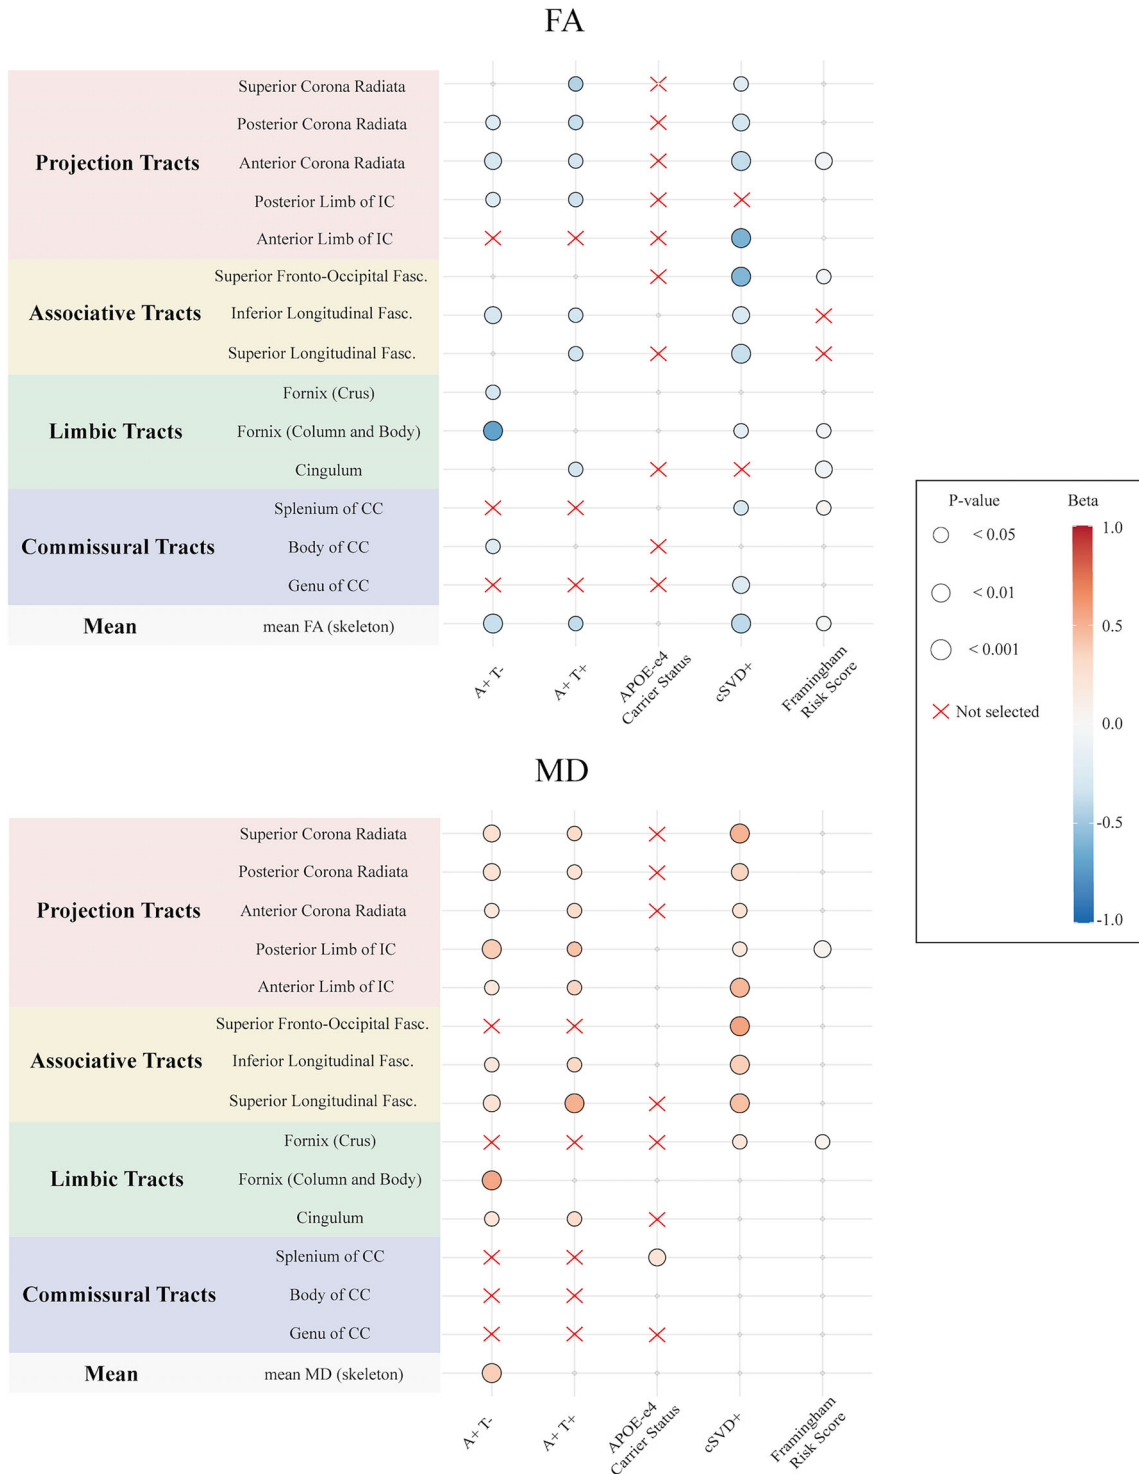 FA
Projection Tracts
Superior Corona Radiata
Posterior Corona Radiata
Anterior Corona Radiata
Posterior Limb of IC
Anterior Limb of IC
Associative Tracts
Superior Fronto-Occipital Fasc.
Inferior Longitudinal Fasc.
Superior Longitudinal Fasc.
Limbic Tracts
Fornix (Crus)
Fornix (Column and Body)
Cingulum
Commissural Tracts
Splenium of CC
Body of CC
Genu of CC
Mean
mean FA (skeleton)
A+ T-
A+ T+
APOE-e4
Carrier Status
cSVD+
Framingham
Risk Score
P-value
< 0.05
< 0.01
< 0.001
Not selected
Beta
1.0
0.5
0.0
-0.5
-1.0
MD
Projection Tracts
Superior Corona Radiata
Posterior Corona Radiata
Anterior Corona Radiata
Posterior Limb of IC
Anterior Limb of IC
Associative Tracts
Superior Fronto-Occipital Fasc.
Inferior Longitudinal Fasc.
Superior Longitudinal Fasc.
Limbic Tracts
Fornix (Crus)
Fornix (Column and Body)
Cingulum
Commissural Tracts
Splenium of CC
Body of CC
Genu of CC
Mean
mean MD (skeleton)
A+ T-
A+ T+
APOE-e4
Carrier Status
cSVD+
Framingham
Risk Score